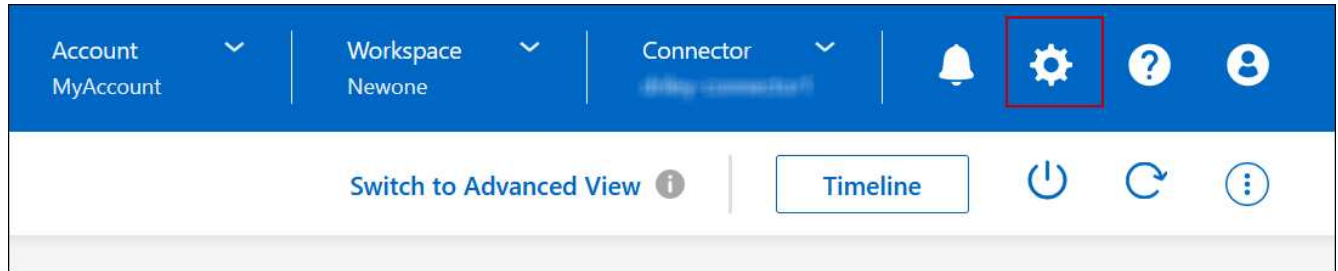 Account
MyAccount
Workspace
Newone
Connector
Switch to Advanced View
Timeline